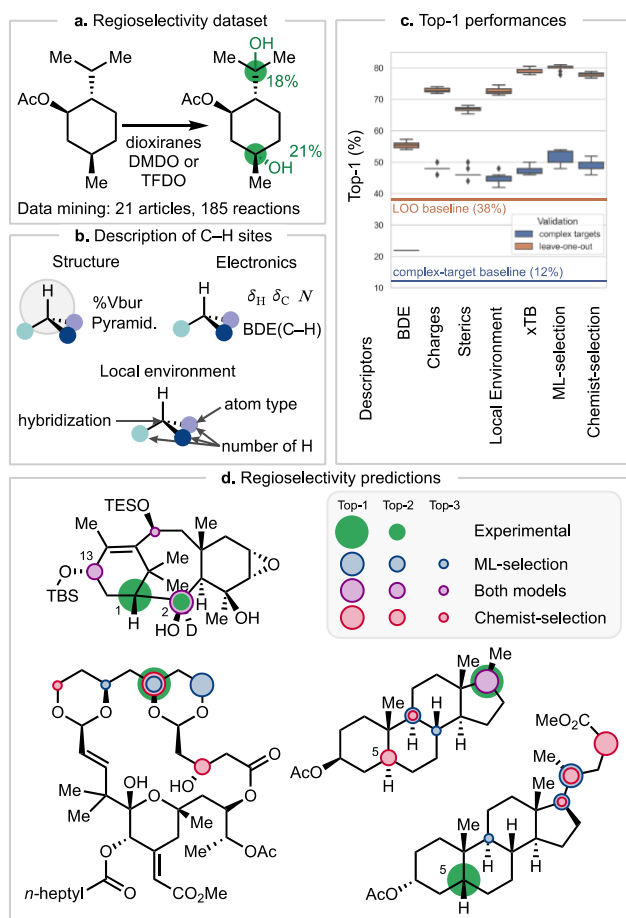 a. Regioselectivity dataset
Me
Me
AcO
Me
dioxiranes
DMDO or
TFDO
OH
Me
Me
18%
AcO
21%
OH
Me
Data mining: 21 articles, 185 reactions
b. Description of C–H sites
Structure
Electronics
H
%Vbur
Pyramid.
H
δH δC N
BDE(C–H)
Local environment
H
hybridization
atom type
number of H
c. Top-1 performances
Top-1 (%)
80
70
60
50
40
30
20
10
LOO baseline (38%)
Validation
complex targets
leave-one-out
complex-target baseline (12%)
Descriptors
BDE
Charges
Sterics
Local Environment
xTB
ML-selection
Chemist-selection
d. Regioselectivity predictions
Top-1 Top-2 Top-3
Experimental
ML-selection
Both models
Chemist-selection
TESO
Me
Me
13
Me
O
O
TBS
Me
1
2
H
H
Me
OH
HO
D
O
O
O
O
O
HO
OH
O
Me
Me
Me
O
O
O
Me
OAc
n-heptyl
O
CO2Me
Me
Me
Me
H
H
H
5
AcO
H
MeO2C
Me
Me
Me
H
H
H
5
AcO
H